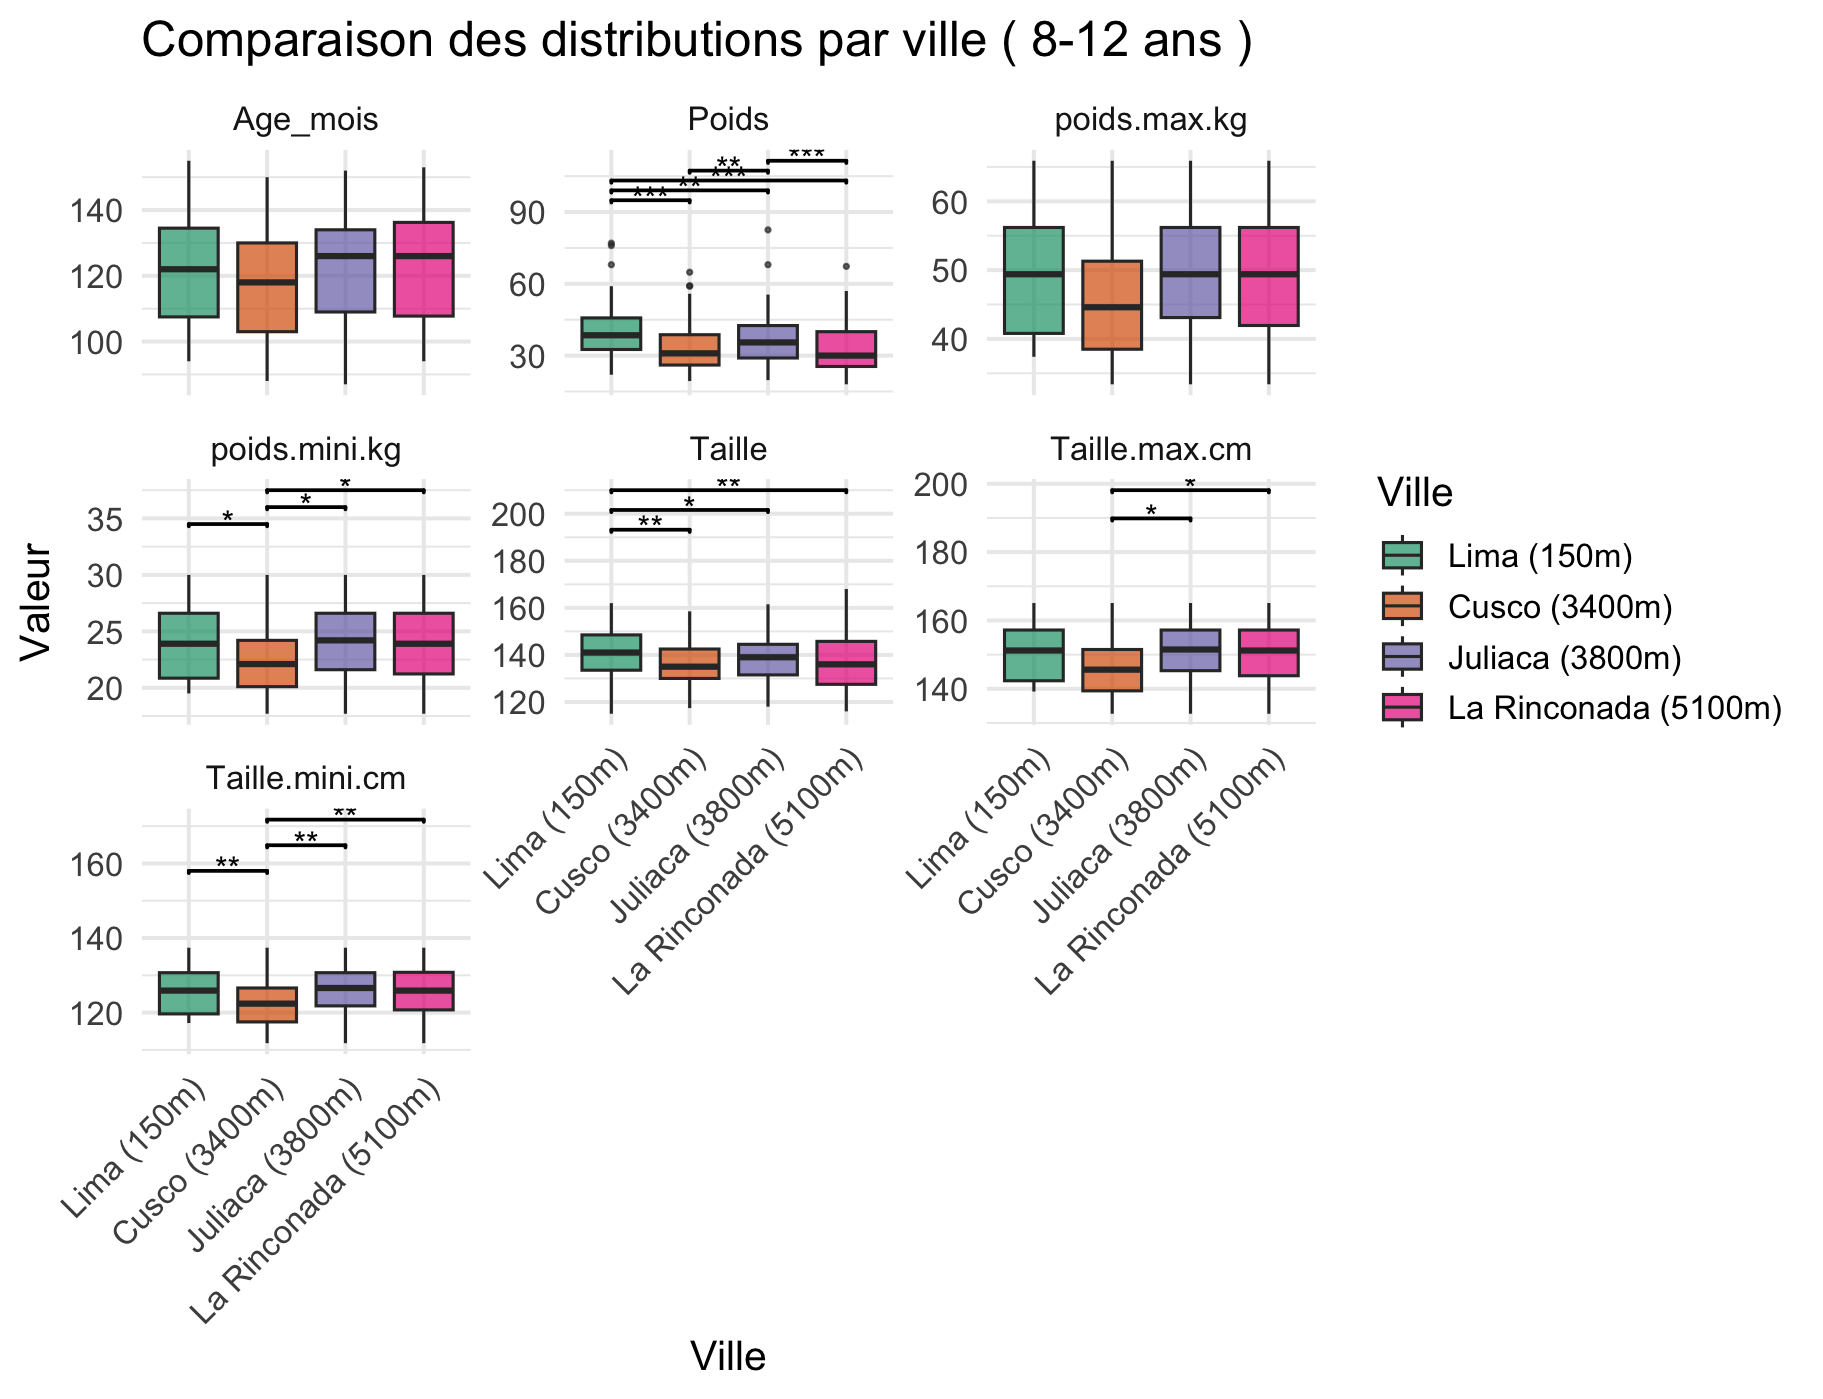 Comparaison des distributions par ville ( 8-12 ans )
Age_mois
Poids
poids.max.kg
140
120
100
90
60
30
60
50
40
***
**
***
**
***
poids.mini.kg
Taille
Taille.max.cm
35
30
25
20
200
180
160
140
120
200
180
160
140
*
*
*
**
*
**
*
*
Valeur
Ville
Lima (150m)
Cusco (3400m)
Juliaca (3800m)
La Rinconada (5100m)
Taille.mini.cm
160
140
120
**
**
**
Lima (150m)
Cusco (3400m)
Juliaca (3800m)
La Rinconada (5100m)
Lima (150m)
Cusco (3400m)
Juliaca (3800m)
La Rinconada (5100m)
Lima (150m)
Cusco (3400m)
Juliaca (3800m)
La Rinconada (5100m)
Ville